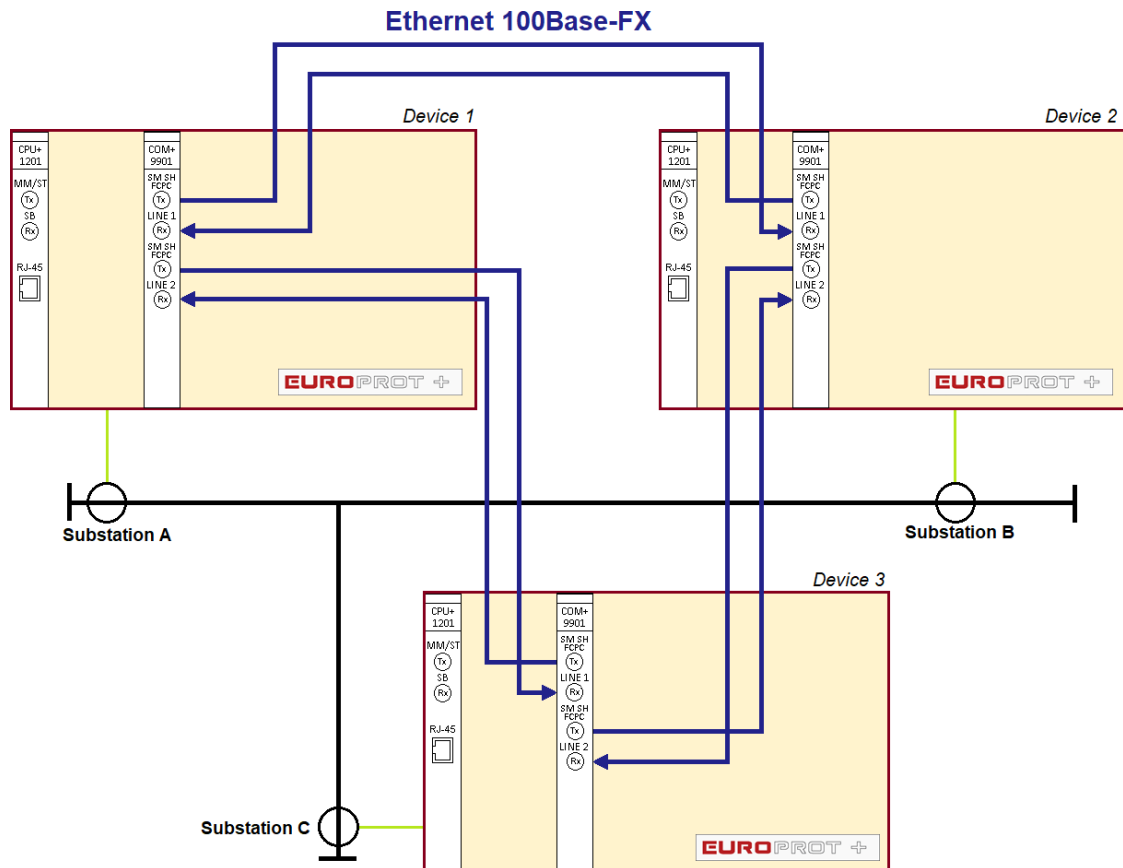 Ethernet 100Base-FX
Device 1
CPU+
1201
MM/ST
Tx
SB
Rx
RJ-45
COM+
9901
SM SH
FCPC
Tx
LINE 1
Rx
SM SH
FCPC
Tx
LINE 2
Rx
EUROPROT +
Device 2
CPU+
1201
MM/ST
Tx
SB
Rx
RJ-45
COM+
9901
SM SH
FCPC
Tx
LINE 1
Rx
SM SH
FCPC
Tx
LINE 2
Rx
EUROPROT +
Substation A
Substation B
Device 3
CPU+
1201
MM/ST
Tx
SB
Rx
RJ-45
COM+
9901
SM SH
FCPC
Tx
LINE 1
Rx
SM SH
FCPC
Tx
LINE 2
Rx
EUROPROT +
Substation C